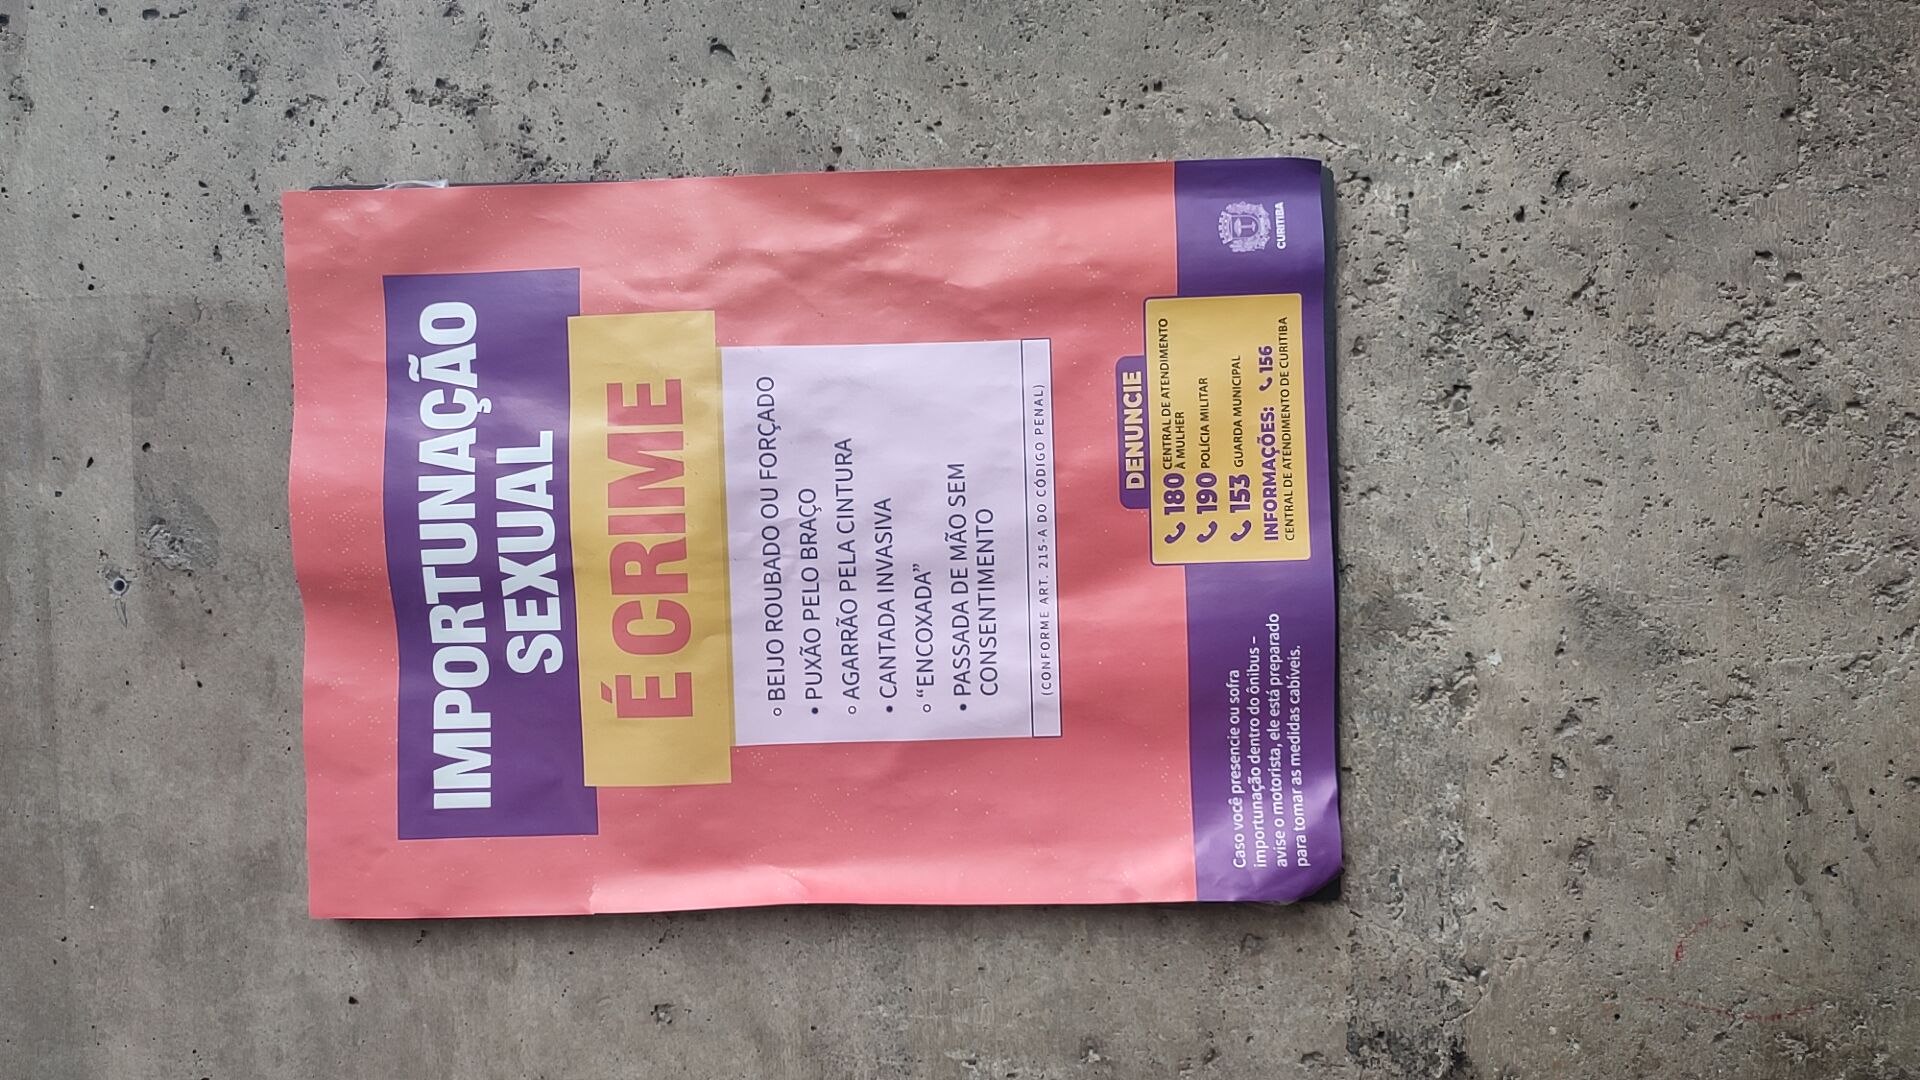 IMPORTUNAÇÃO
SEXUAL
É CRIME
○ BEIJO ROUBADO OU FORÇADO
• PUXÃO PELO BRAÇO
○ AGARRÃO PELA CINTURA
• CANTADA INVASIVA
○ “ENCOXADA”
• PASSADA DE MÃO SEM
CONSENTIMENTO
(CONFORME ART. 215-A DO CÓDIGO PENAL)
DENUNCIE
180 CENTRAL DE ATENDIMENTO
À MULHER
190 POLÍCIA MILITAR
153 GUARDA MUNICIPAL
INFORMAÇÕES: 156
CENTRAL DE ATENDIMENTO DE CURITIBA
Caso você presencie ou sofra
importunação dentro do ônibus –
avise o motorista, ele está preparado
para tomar as medidas cabíveis.
CURITIBA